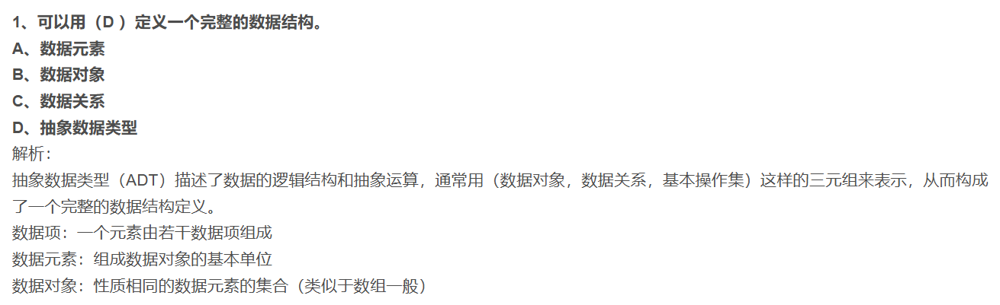 1、可以用（D ）定义一个完整的数据结构。
A、数据元素
B、数据对象
C、数据关系
D、抽象数据类型
解析：
抽象数据类型（ADT）描述了数据的逻辑结构和抽象运算，通常用（数据对象，数据关系，基本操作集）这样的三元组来表示，从而构成
了一个完整的数据结构定义。
数据项：一个元素由若干数据项组成
数据元素：组成数据对象的基本单位
数据对象：性质相同的数据元素的集合（类似于数组一般）